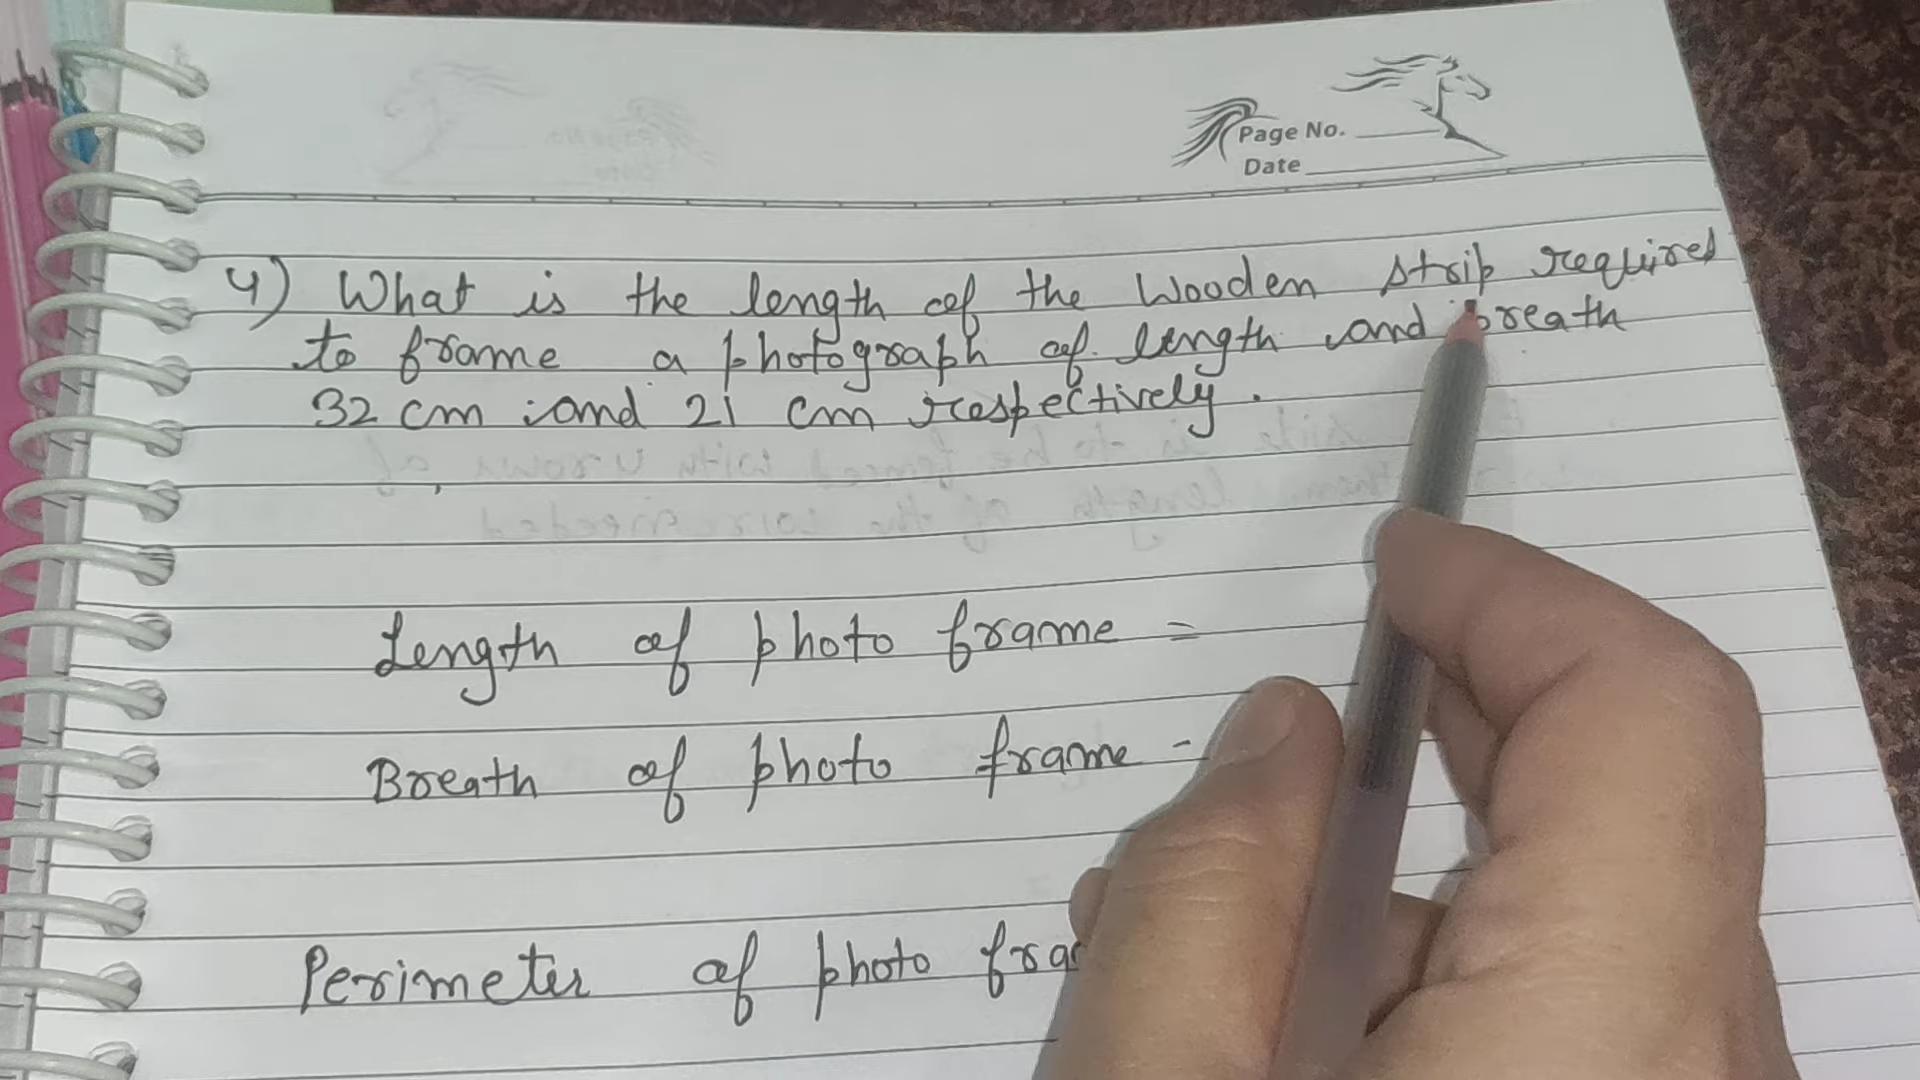 Page No.
Date
4) What is the length of the Wooden strip required
to frame a photograph of length and breath
32 cm and 21 cm respectively.
Length of photo frame =
Breath of photo frame -
Perimeter of photo